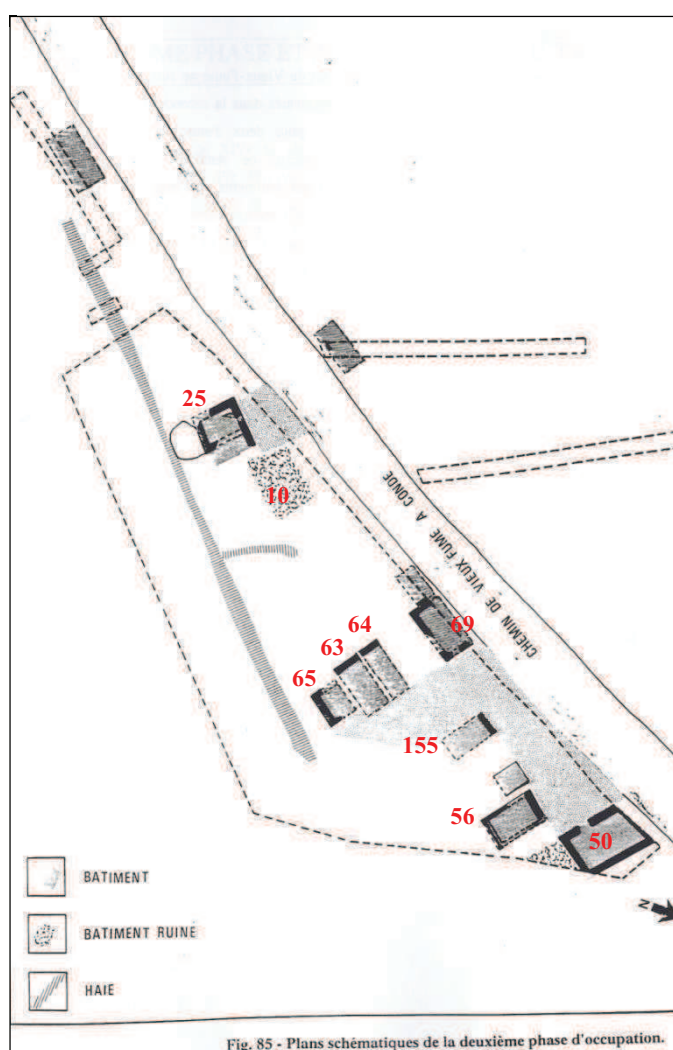 25
10
CHEMIN DE VIEUX FUME A CONDE
69
64
63
65
155
56
50
N
BATIMENT
BATIMENT RUINE
HAIE
Fig. 85 - Plans schématiques de la deuxième phase d'occupation.